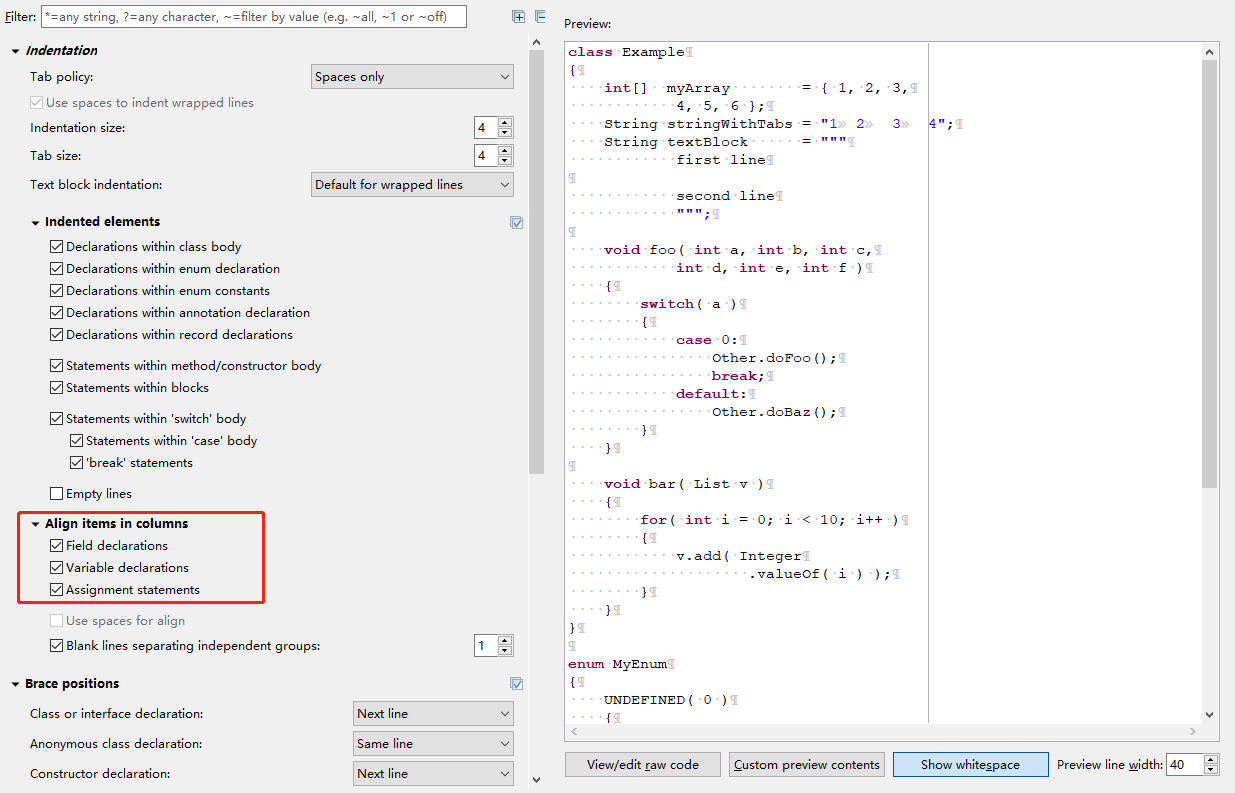 Filter: *=any string, ?=any character, ~=filter by value (e.g. ~all, ~1 or ~off)
Indentation
Tab policy: Spaces only
Use spaces to indent wrapped lines
Indentation size: 4
Tab size: 4
Text block indentation: Default for wrapped lines
Indented elements
Declarations within class body
Declarations within enum declaration
Declarations within enum constants
Declarations within annotation declaration
Declarations within record declarations
Statements within method/constructor body
Statements within blocks
Statements within 'switch' body
Statements within 'case' body
'break' statements
Empty lines
Align items in columns
Field declarations
Variable declarations
Assignment statements
Use spaces for align
Blank lines separating independent groups: 1
Brace positions
Class or interface declaration: Next line
Anonymous class declaration: Same line
Constructor declaration: Next line
Preview:
class·Example¶
{¶
····int[]··myArray········=·{·1,·2,·3,¶
············4,·5,·6·};¶
····String·stringWithTabs·=·"1»·2»··3»··4";¶
····String·textBlock······=·"""¶
············first·line¶
¶
············second·line¶
············""";¶
¶
····void·foo(·int·a,·int·b,·int·c,¶
············int·d,·int·e,·int·f·)¶
····{¶
········switch(·a·)¶
········{¶
············case·0:¶
················Other.doFoo();¶
················break;¶
············default:¶
················Other.doBaz();¶
········}¶
····}¶
¶
····void·bar(·List·v·)¶
····{¶
········for(·int·i·=·0;·i·<·10;·i++·)¶
········{¶
············v.add(·Integer¶
····················.valueOf(·i·)·);¶
········}¶
····}¶
}¶
¶
enum·MyEnum¶
{¶
····UNDEFINED(·0·)¶
····{¶
View/edit raw code Custom preview contents Show whitespace Preview line width: 40